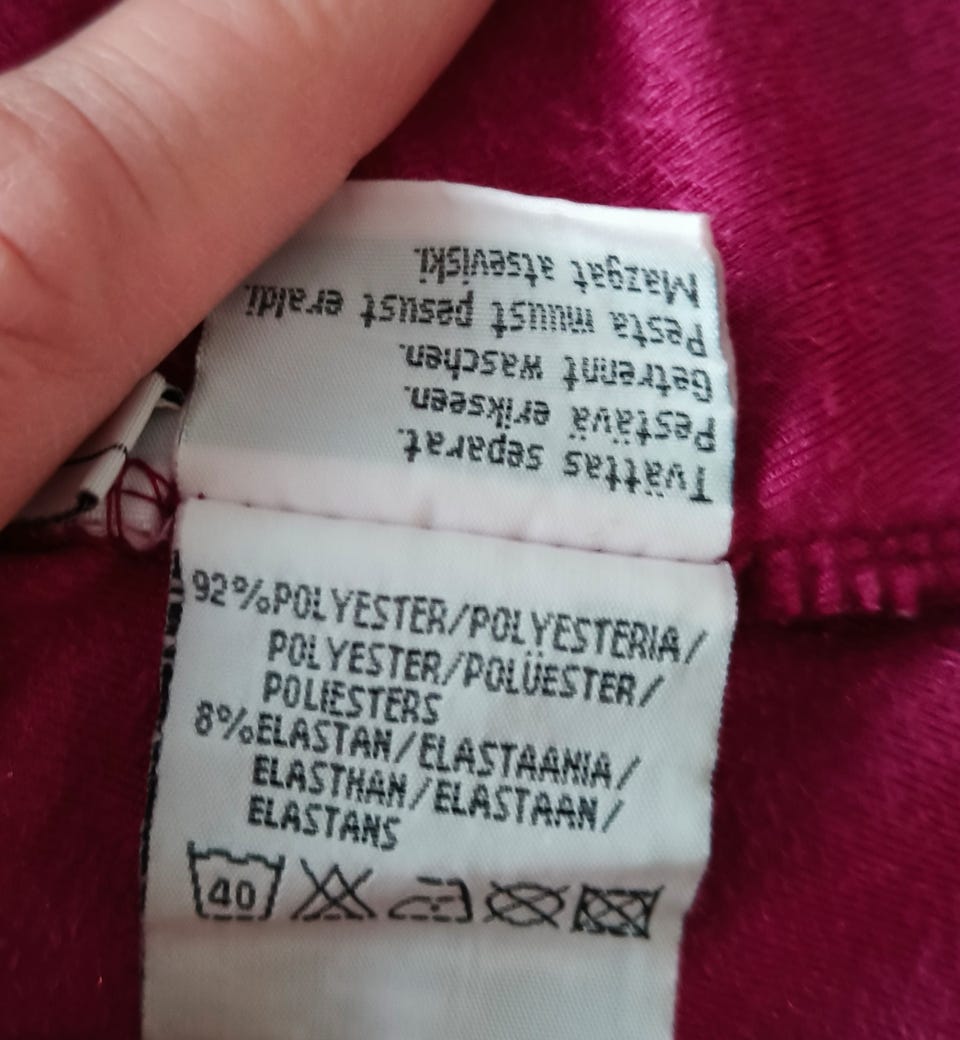 Tvättas separat.
Pestävä erikseen.
Getrennt waschen.
Pesta muust pesust eraldi.
Mazgat atsevišķi.
92%POLYESTER/POLYESTERIA/
POLYESTER/POLÜESTER/
POLIESTERS
8%ELASTAN/ELASTAANIA/
ELASTHAN/ELASTAAN/
ELASTANS
40